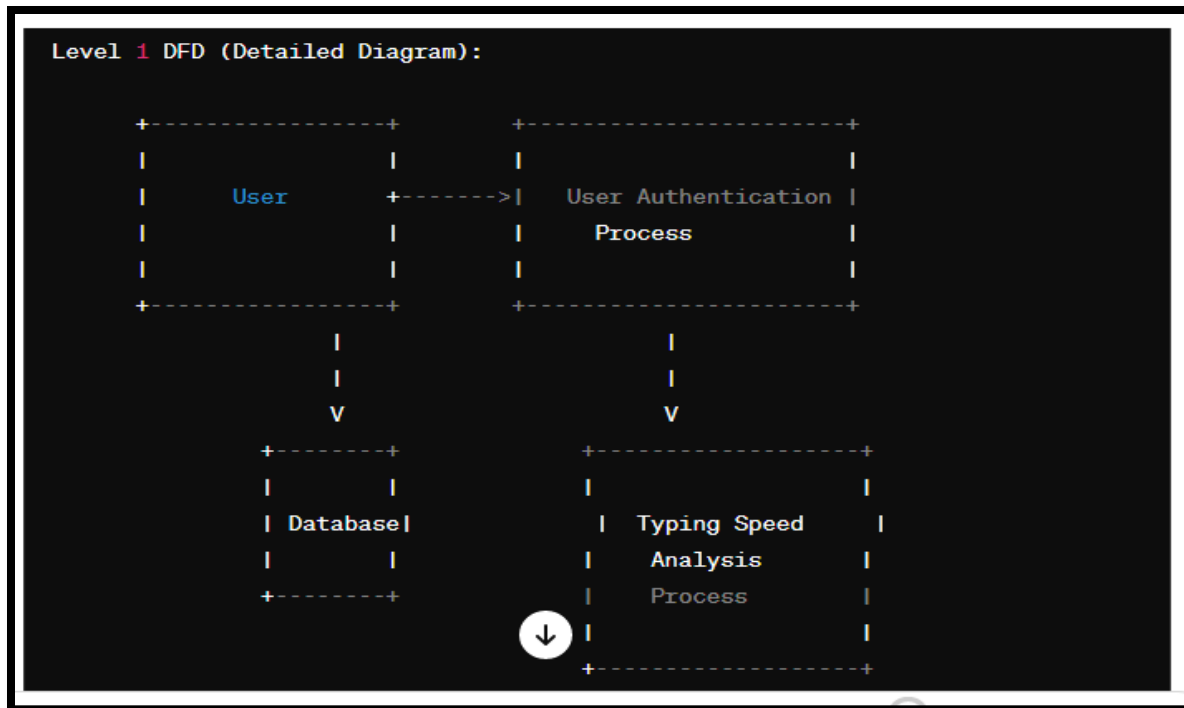 Level 1 DFD (Detailed Diagram):
+-----------------+        +-----------------------+
|                 |        |                       |
|      User       +------->|   User Authentication |
|                 |        |     Process           |
|                 |        |                       |
+-----------------+        +-----------------------+
              |                       |
              |                       |
              V                       V
         +--------+             +-------------------+
         |        |             |                   |
         | Database|             |  Typing Speed     |
         |        |             |    Analysis       |
         +--------+             |    Process        |
                                |                   |
                                +-------------------+